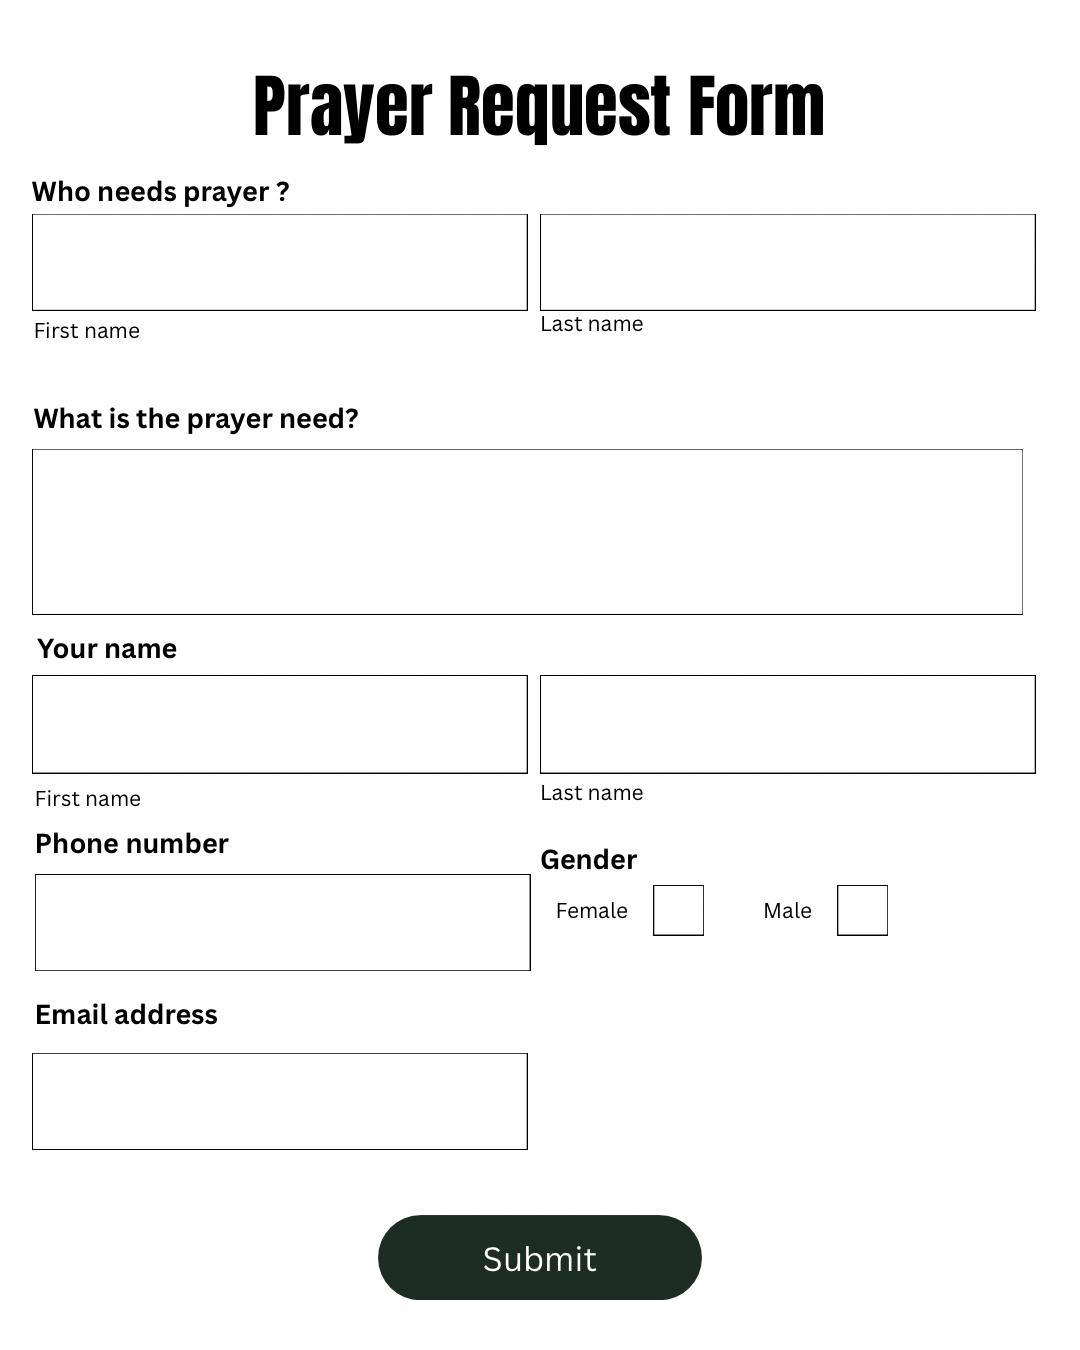 Prayer Request Form
Who needs prayer ?
First name
Last name
What is the prayer need?
Your name
First name
Last name
Phone number
Gender
Female
Male
Email address
Submit